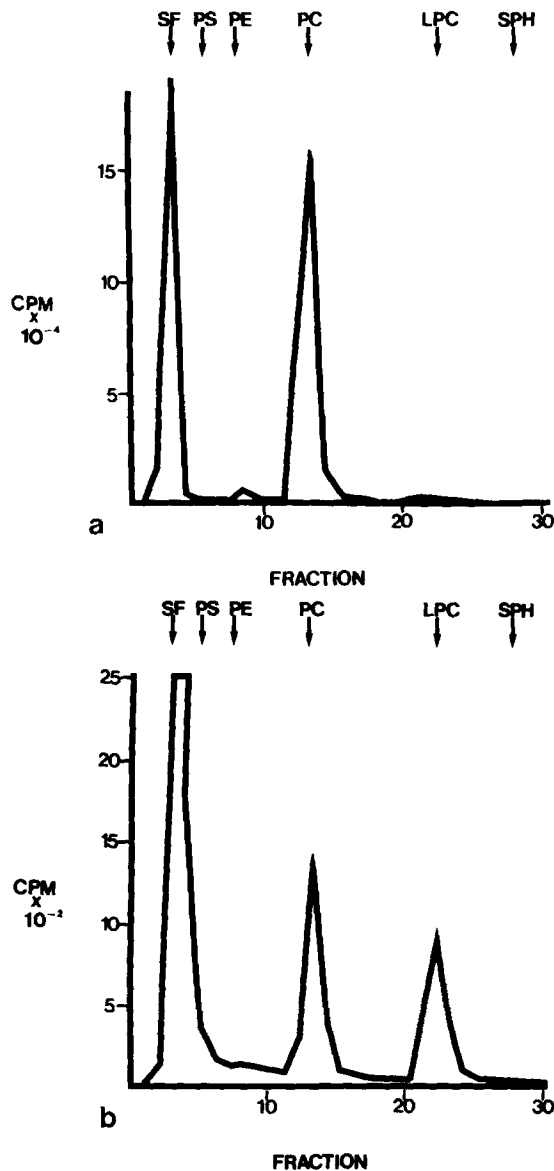 SF PS PE PC LPC SPH
15
10
CPM
x
10⁻⁴
5
10 20 30
a
FRACTION
SF PS PE PC LPC SPH
25
20
15
CPM
x
10⁻²
10
5
10 20 30
b
FRACTION